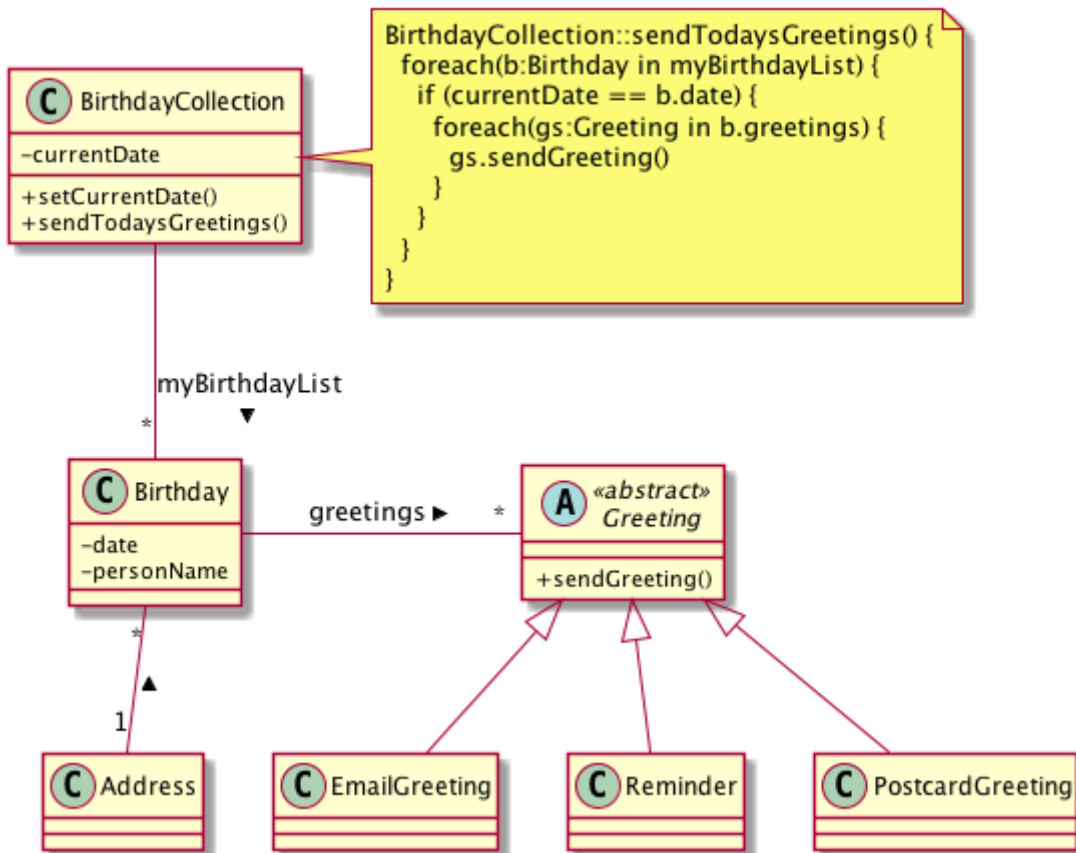 BirthdayCollection::sendTodaysGreetings() {
foreach(b:Birthday in myBirthdayList) {
if (currentDate == b.date) {
foreach(gs:Greeting in b.greetings) {
gs.sendGreeting()
}
}
}
}
C BirthdayCollection
-currentDate
+setCurrentDate()
+sendTodaysGreetings()
myBirthdayList
*
C Birthday
-date
-personName
greetings ► *
A «abstract»
Greeting
+sendGreeting()
*
1
C Address
C EmailGreeting
C Reminder
C PostcardGreeting